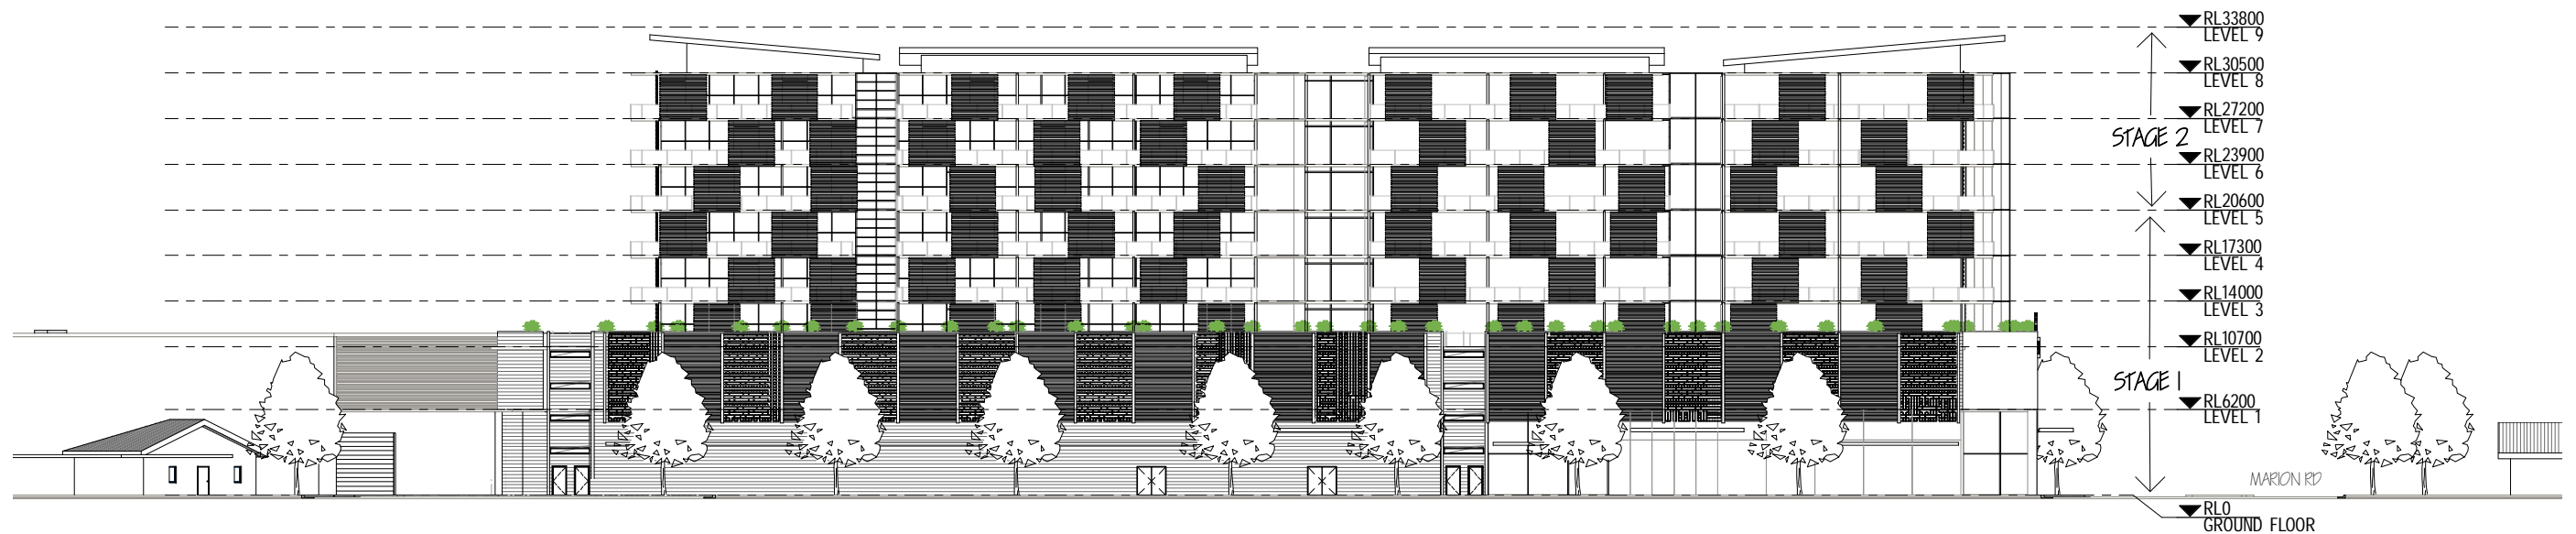 RL33800
LEVEL 9
RL30500
LEVEL 8
RL27200
LEVEL 7
STAGE 2
RL23900
LEVEL 6
RL20600
LEVEL 5
RL17300
LEVEL 4
RL14000
LEVEL 3
RL10700
LEVEL 2
STAGE 1
RL6200
LEVEL 1
MARION RD
RL0
GROUND FLOOR